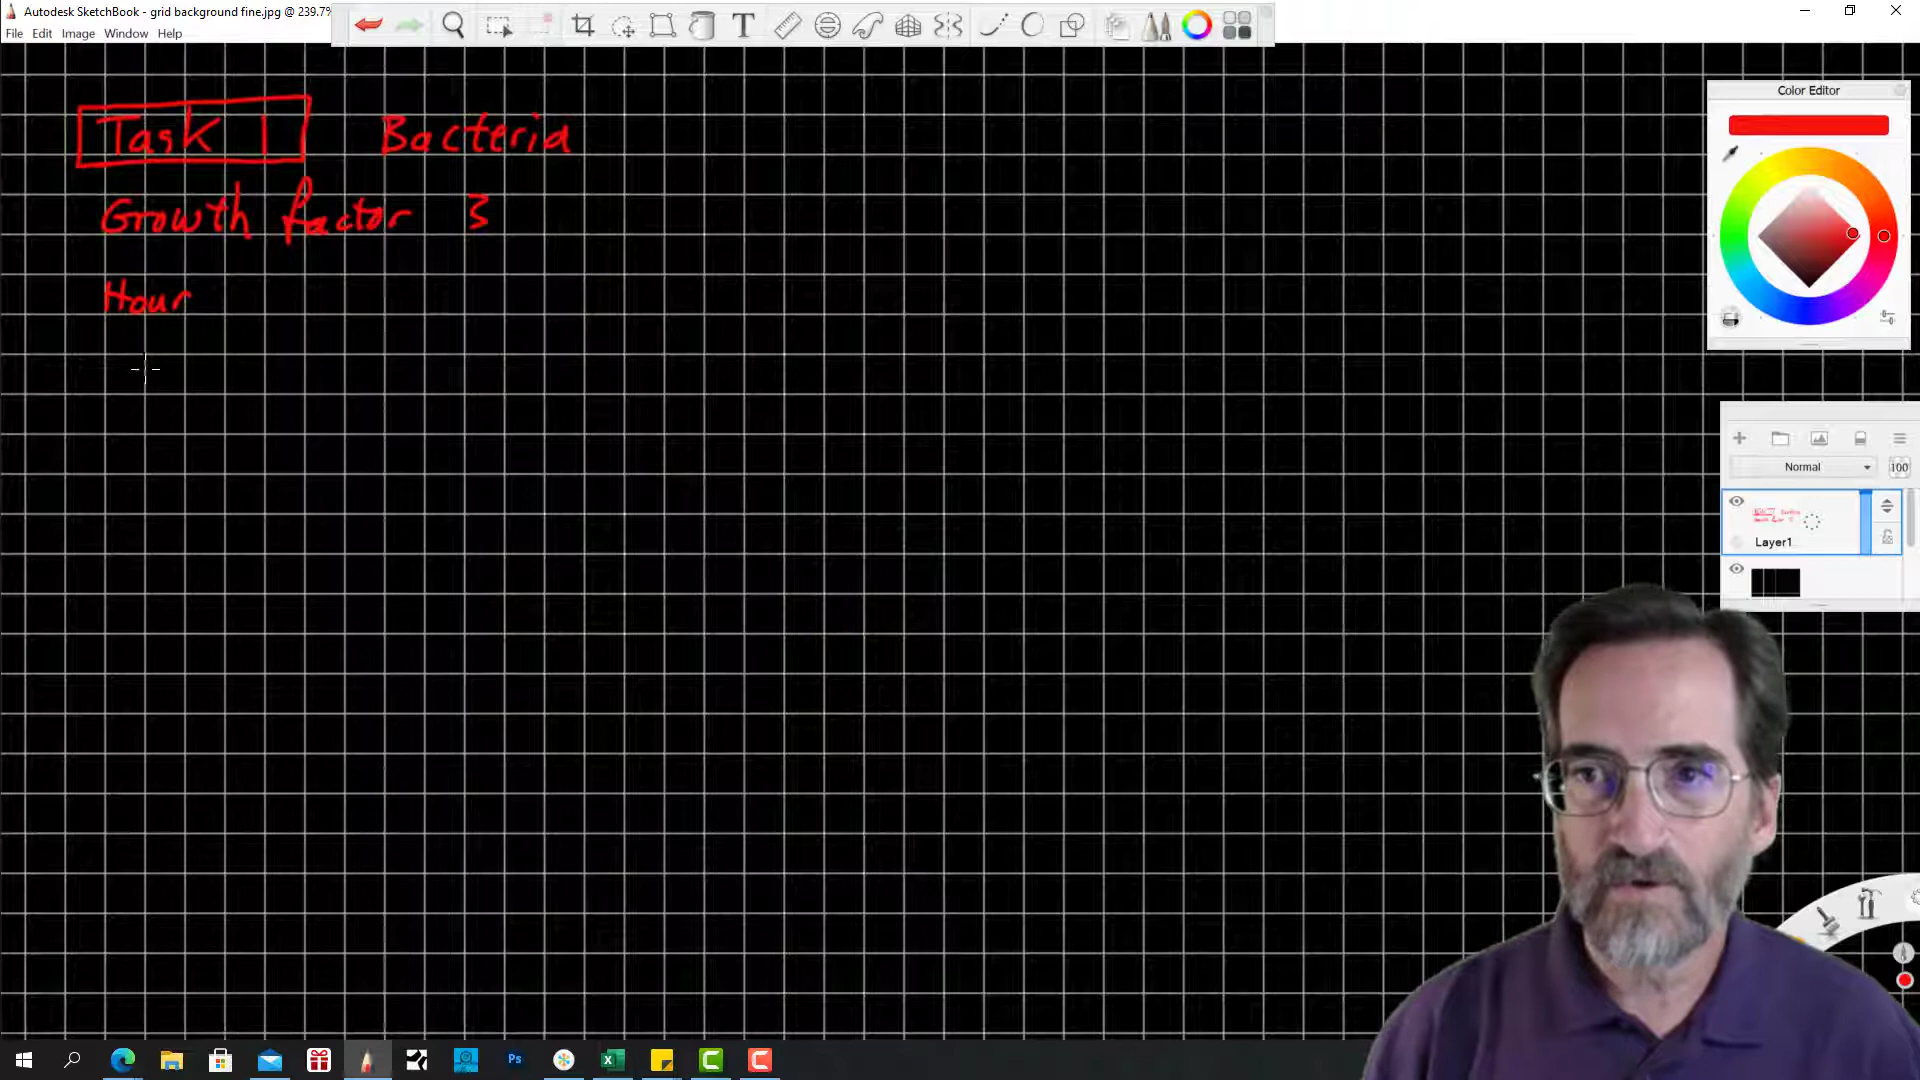 Autodesk SketchBook - grid background fine.jpg @ 239.7%
File Edit Image Window Help
Task 1 Bacteria
Growth factor 3
Hour
Color Editor
Normal 100
Layer1